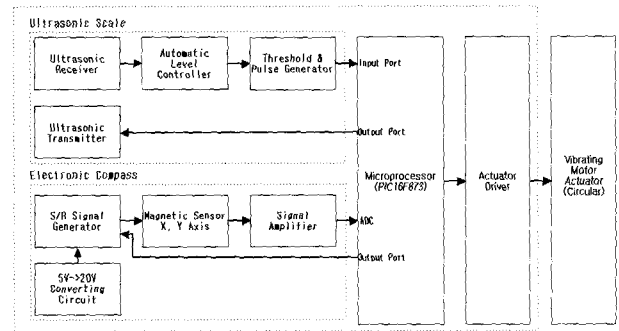 Ultrasonic Scale
Ultrasonic
Receiver
Automatic
Level
Controller
Threshold &
Pulse Generator
Input Port
Ultrasonic
Transmitter
Output Port
Microprocessor
(PIC16F873)
Actuator
Driver
Vibrating
Motor
Actuator
(Circular)
Electronic Compass
S/R Signal
Generator
Magnetic Sensor
X, Y Axis
Signal
Amplifier
ADC
Output Port
5V->20V
Converting
Circuit